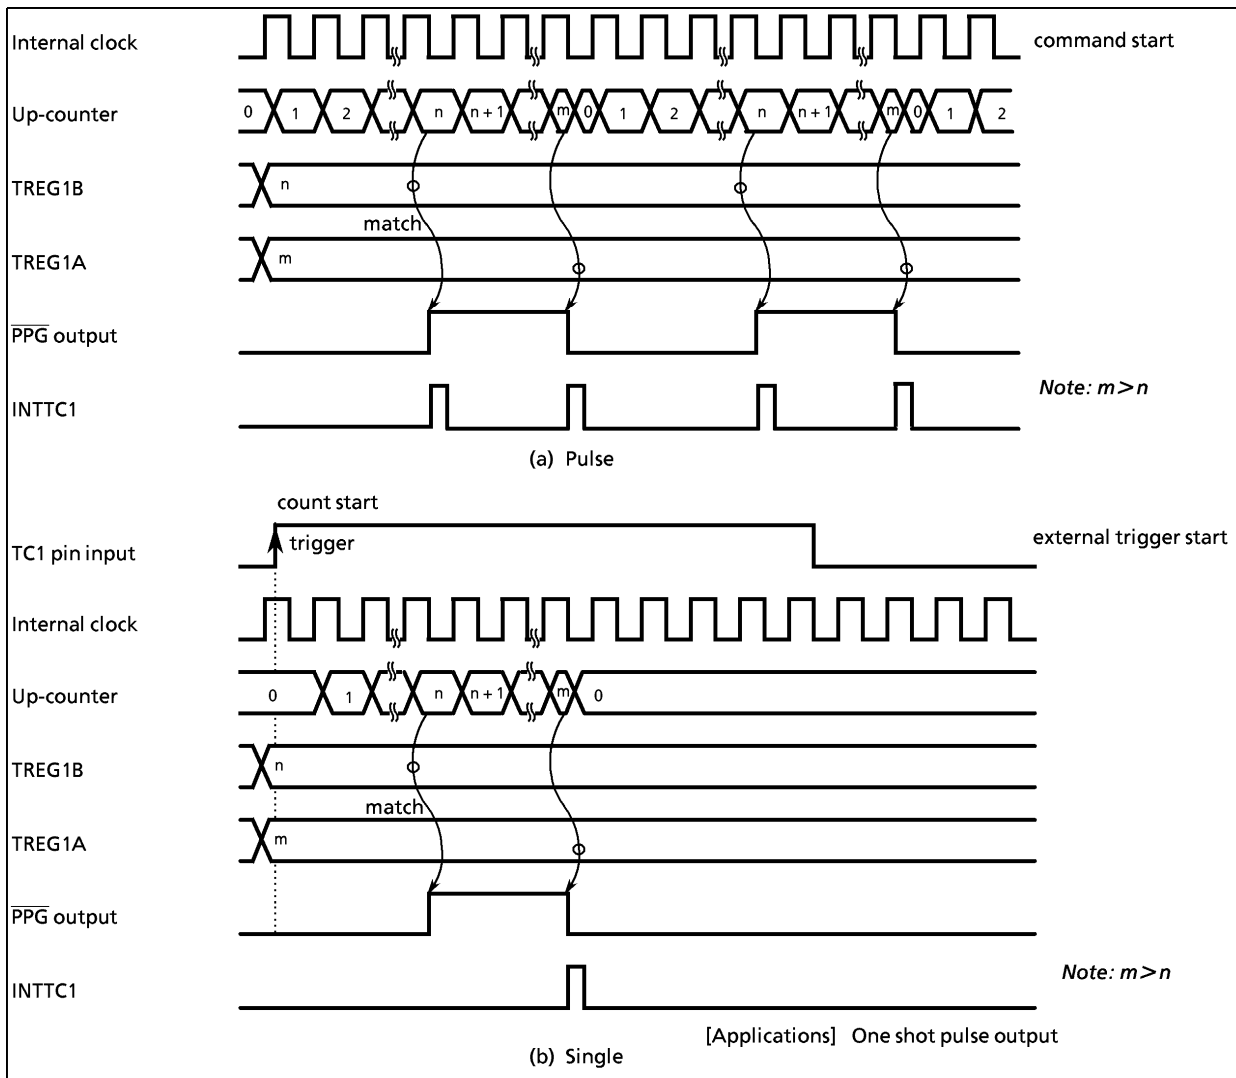 Internal clock
command start
Up-counter 0 1 2 n n + 1 m 0 1 2 n n + 1 m 0 1 2
TREG1B n
match
TREG1A m
PPG output
Note: m>n
INTTC1
(a) Pulse
count start
TC1 pin input trigger external trigger start
Internal clock
Up-counter 0 1 n n + 1 m 0
TREG1B n
match
TREG1A m
PPG output
Note: m>n
INTTC1
[Applications] One shot pulse output
(b) Single